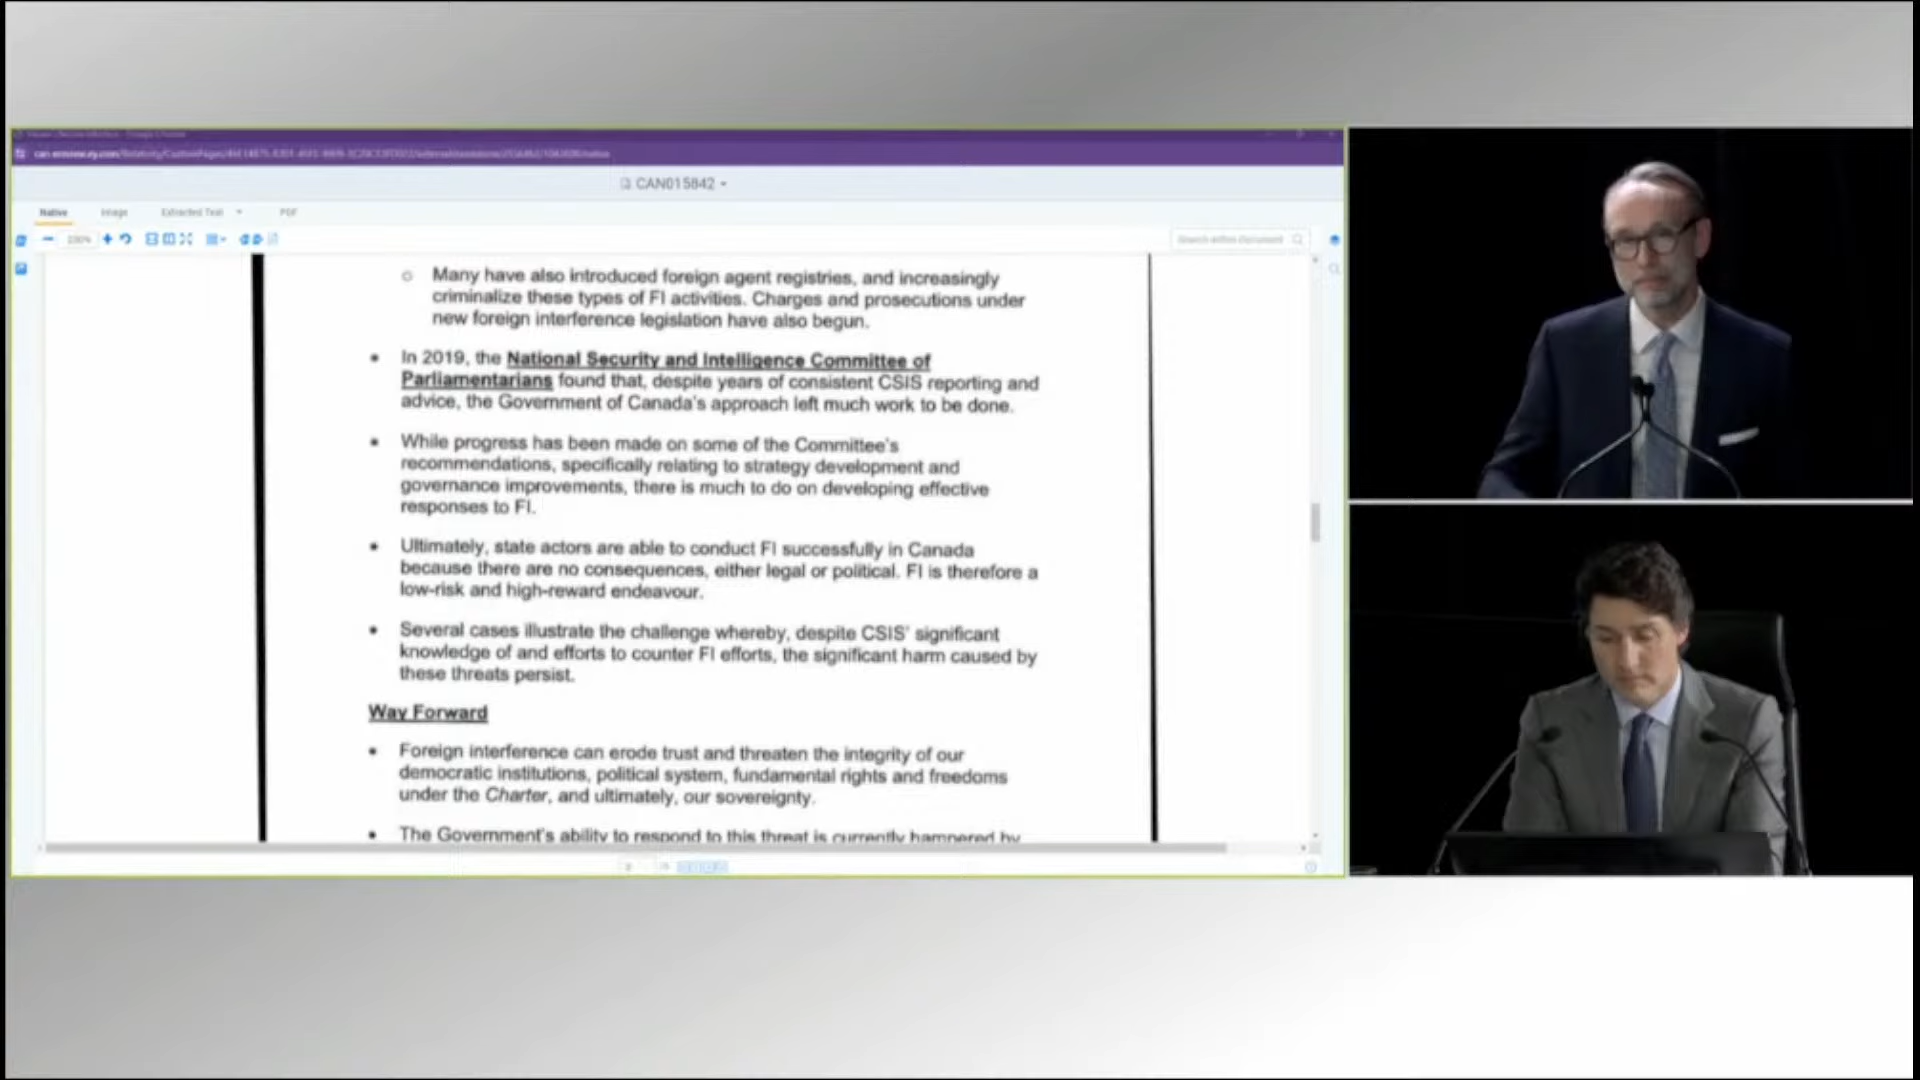 CAN015842
Native Image Extracted Text PDF
Search within Document
Many have also introduced foreign agent registries, and increasingly
criminalize these types of FI activities. Charges and prosecutions under
new foreign interference legislation have also begun.
In 2019, the National Security and Intelligence Committee of
Parliamentarians found that, despite years of consistent CSIS reporting and
advice, the Government of Canada's approach left much work to be done.
While progress has been made on some of the Committee's
recommendations, specifically relating to strategy development and
governance improvements, there is much to do on developing effective
responses to FI.
Ultimately, state actors are able to conduct FI successfully in Canada
because there are no consequences, either legal or political. FI is therefore a
low-risk and high-reward endeavour.
Several cases illustrate the challenge whereby, despite CSIS' significant
knowledge of and efforts to counter FI efforts, the significant harm caused by
these threats persist.
Way Forward
Foreign interference can erode trust and threaten the integrity of our
democratic institutions, political system, fundamental rights and freedoms
under the Charter, and ultimately, our sovereignty.
The Government's ability to respond to this threat is currently hampered by